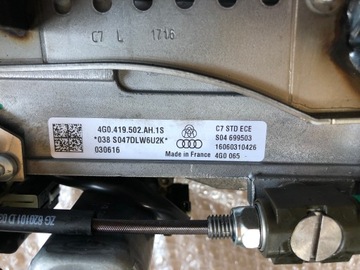 C7 L 1716
4G0.419.502.AH.1S
*038 S047DLW6U2K*
030616
Made in France
C7 STD ECE
S04 699503
16060310426
4G0 065